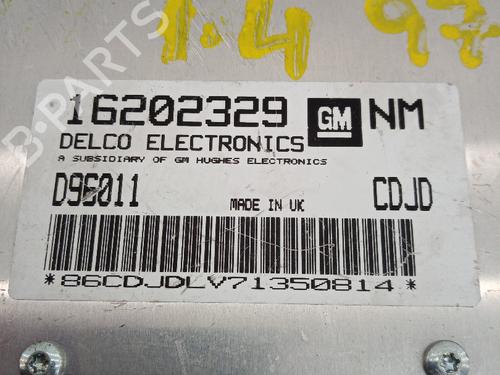 B-PARTS
1.4 97
16202329 GM NM
DELCO ELECTRONICS
A SUBSIDIARY OF GM HUGHES ELECTRONICS
D96011 MADE IN UK CDJD
*86CDJDLV71350814*